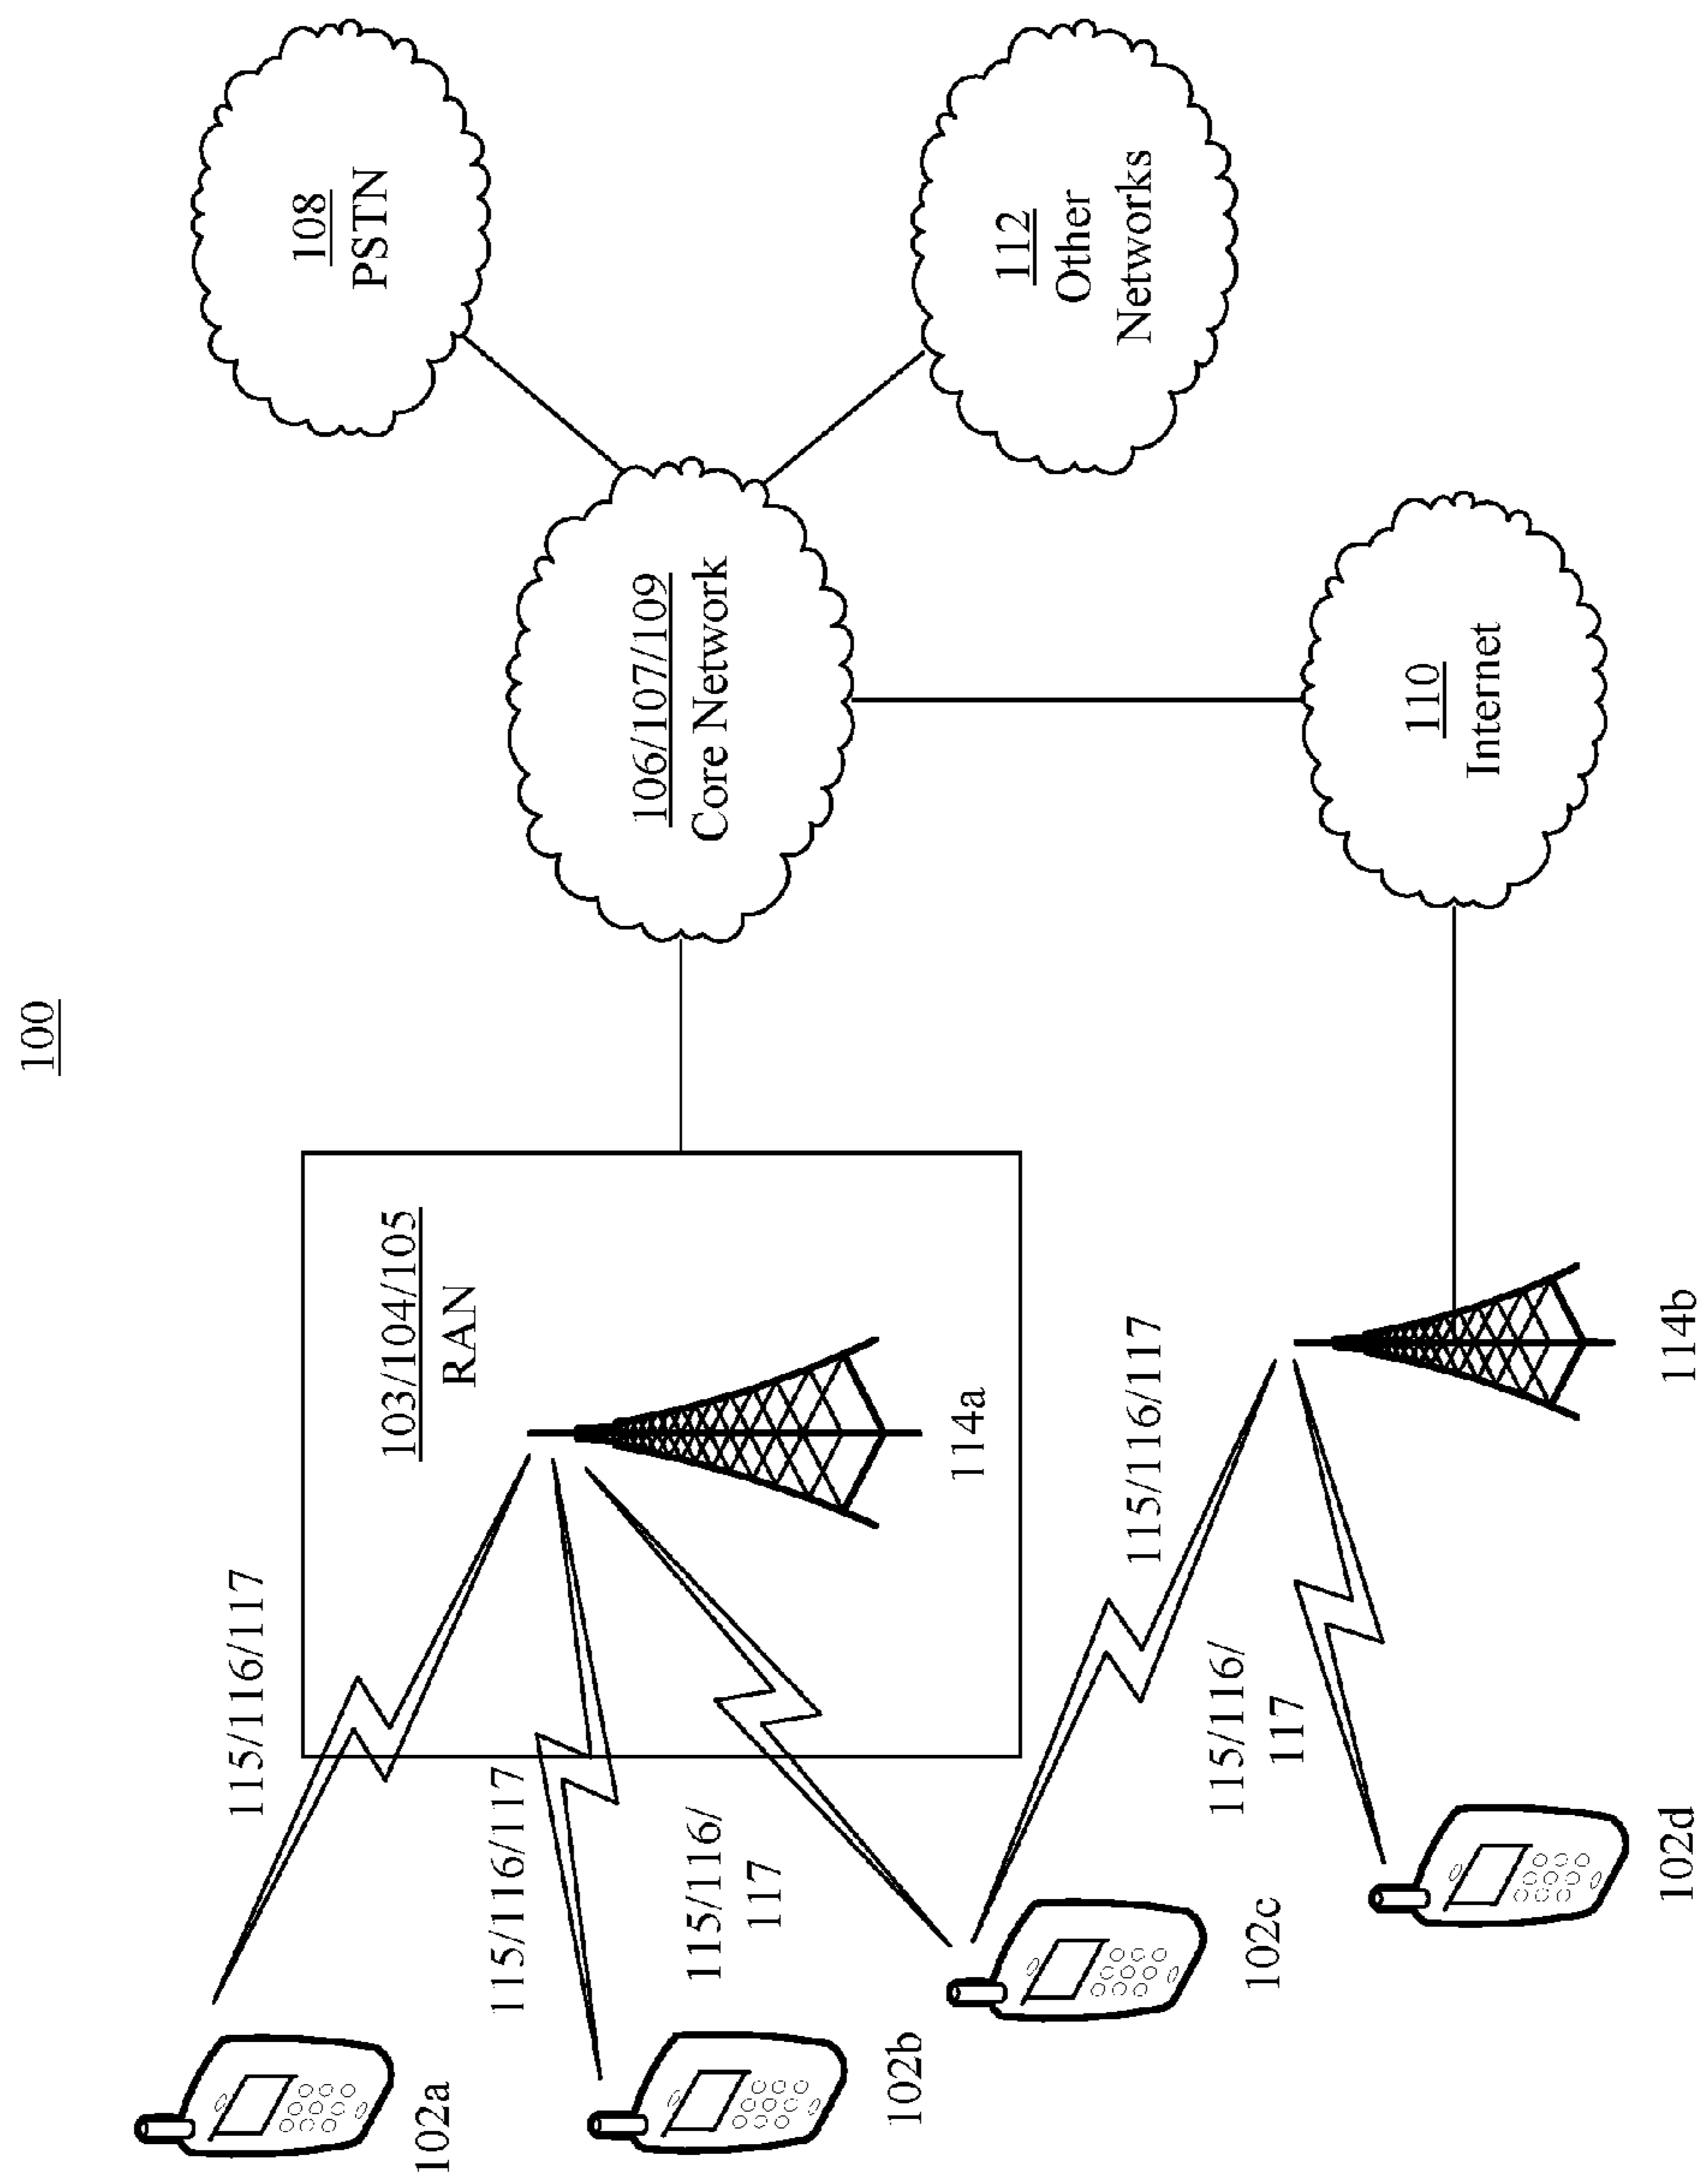 100
108
PSTN
106/107/109
Core Network
112
Other
Networks
110
Internet
103/104/105
RAN
114a
114b
115/116/117
115/116/117
115/116/
117
115/116/117
115/116/
117
102a
102b
102c
102d